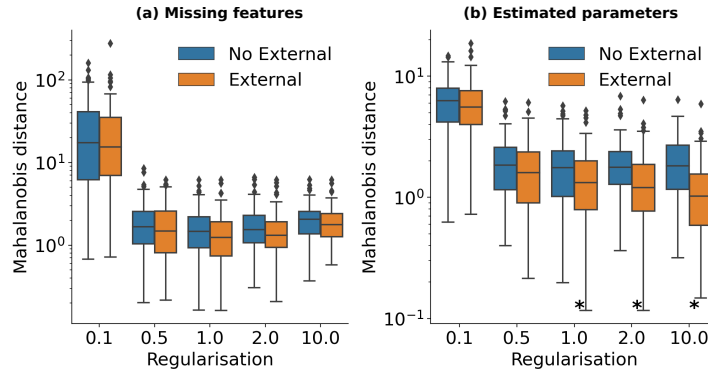 (a) Missing features
No External
External
Mahalanobis distance
10²
10¹
10⁰
0.1 0.5 1.0 2.0 10.0
Regularisation
(b) Estimated parameters
No External
External
Mahalanobis distance
10¹
10⁰
10⁻¹
* * *
0.1 0.5 1.0 2.0 10.0
Regularisation